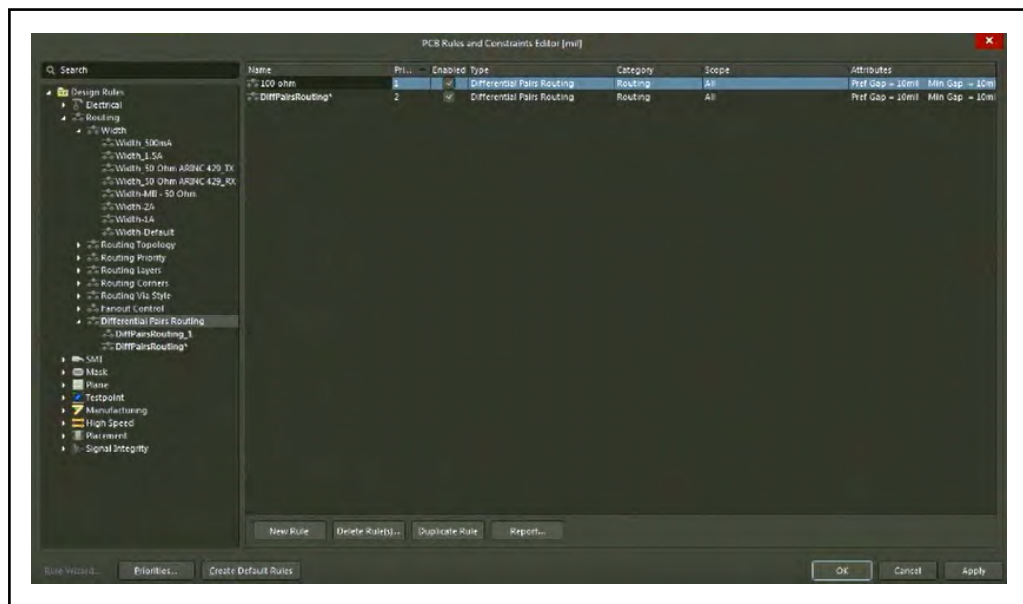 PCB Rules and Constraints Editor [mil]
Search
Design Rules
Electrical
Routing
Width
Width_500mA
Width_1.5A
Width_50 Ohm ARINC 429_TX
Width_50 Ohm ARINC 429_RX
Width-MB - 50 Ohm
Width-2A
Width-1A
Width-Default
Routing Topology
Routing Priority
Routing Layers
Routing Corners
Routing Via Style
Fanout Control
Differential Pairs Routing
DiffPairsRouting_1
DiffPairsRouting*
SMT
Mask
Plane
Testpoint
Manufacturing
High Speed
Placement
Signal Integrity
Name Pri... Enabled Type Category Scope Attributes
100 ohm 1 Differential Pairs Routing Routing All Pref Gap = 10mil Min Gap = 10mi
DiffPairsRouting* 2 Differential Pairs Routing Routing All Pref Gap = 10mil Min Gap = 10mi
New Rule Delete Rule(s)... Duplicate Rule Report...
Rule Wizard... Priorities... Create Default Rules OK Cancel Apply